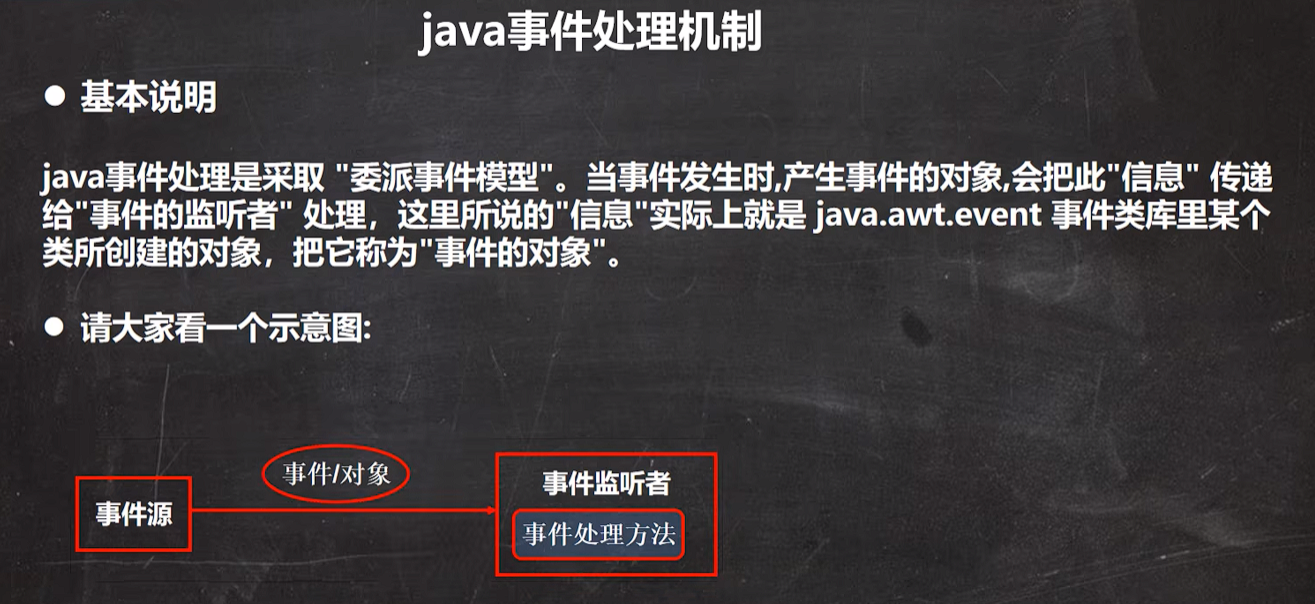 java事件处理机制
● 基本说明
java事件处理是采取 "委派事件模型"。当事件发生时,产生事件的对象,会把此"信息" 传递
给"事件的监听者" 处理，这里所说的"信息"实际上就是 java.awt.event 事件类库里某个
类所创建的对象，把它称为"事件的对象"。
● 请大家看一个示意图:
事件/对象
事件源
事件监听者
事件处理方法